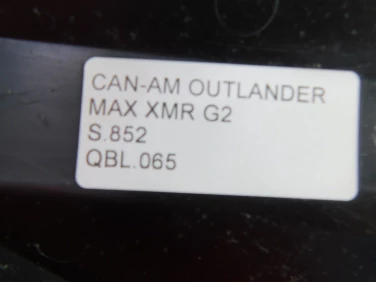 CAN-AM OUTLANDER
MAX XMR G2
S.852
QBL.065